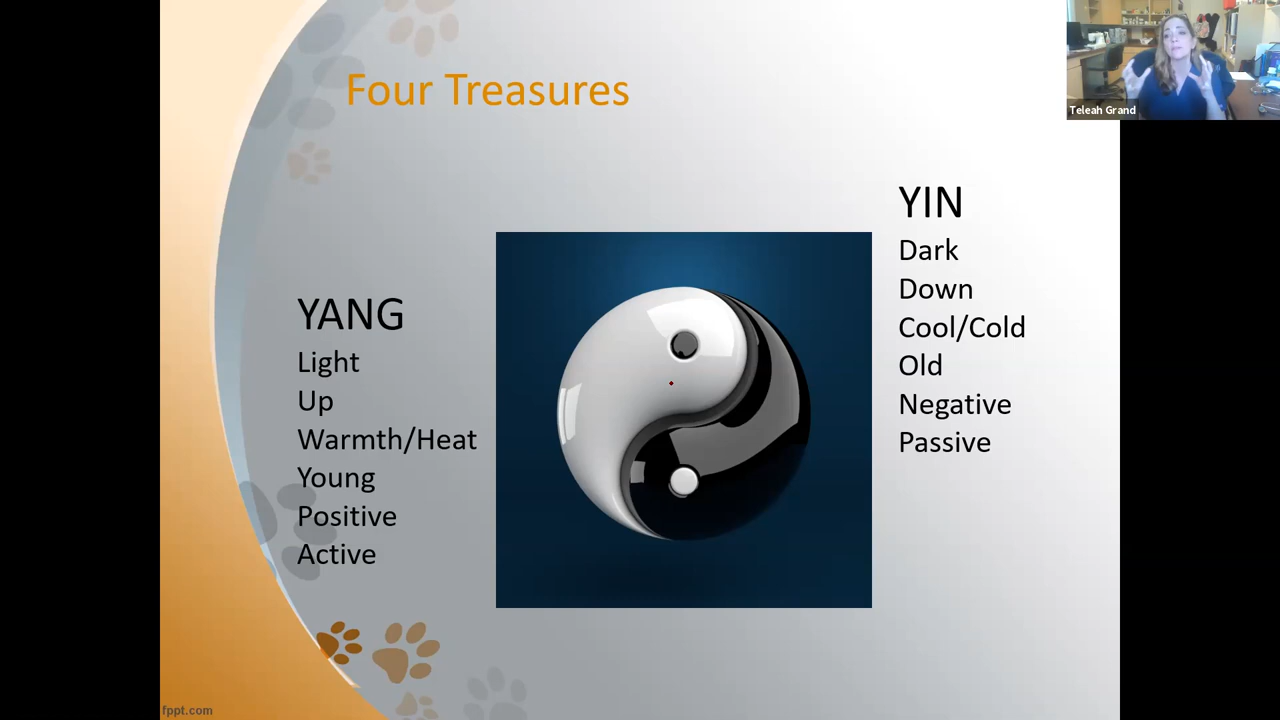 Four Treasures
Teleah Grand
YANG
Light
Up
Warmth/Heat
Young
Positive
Active
YIN
Dark
Down
Cool/Cold
Old
Negative
Passive
fppt.com